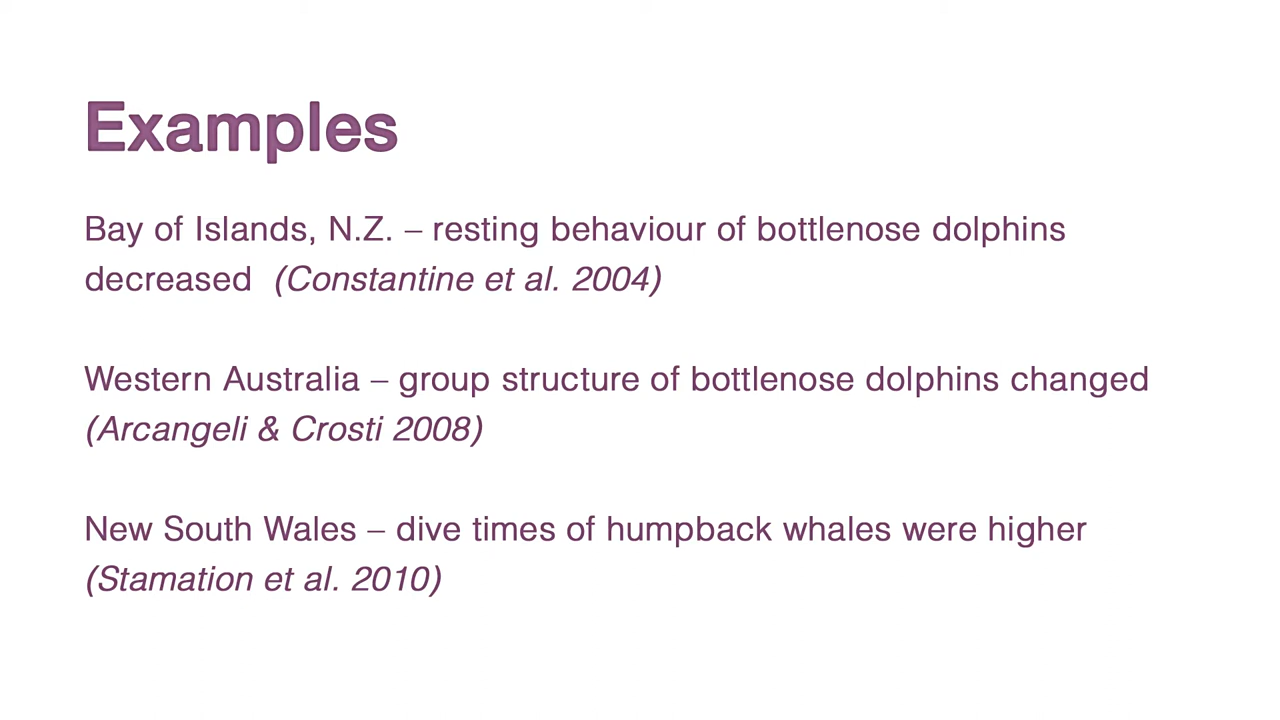 Examples
Bay of Islands, N.Z. – resting behaviour of bottlenose dolphins
decreased  (Constantine et al. 2004)
Western Australia – group structure of bottlenose dolphins changed
(Arcangeli & Crosti 2008)
New South Wales – dive times of humpback whales were higher
(Stamation et al. 2010)